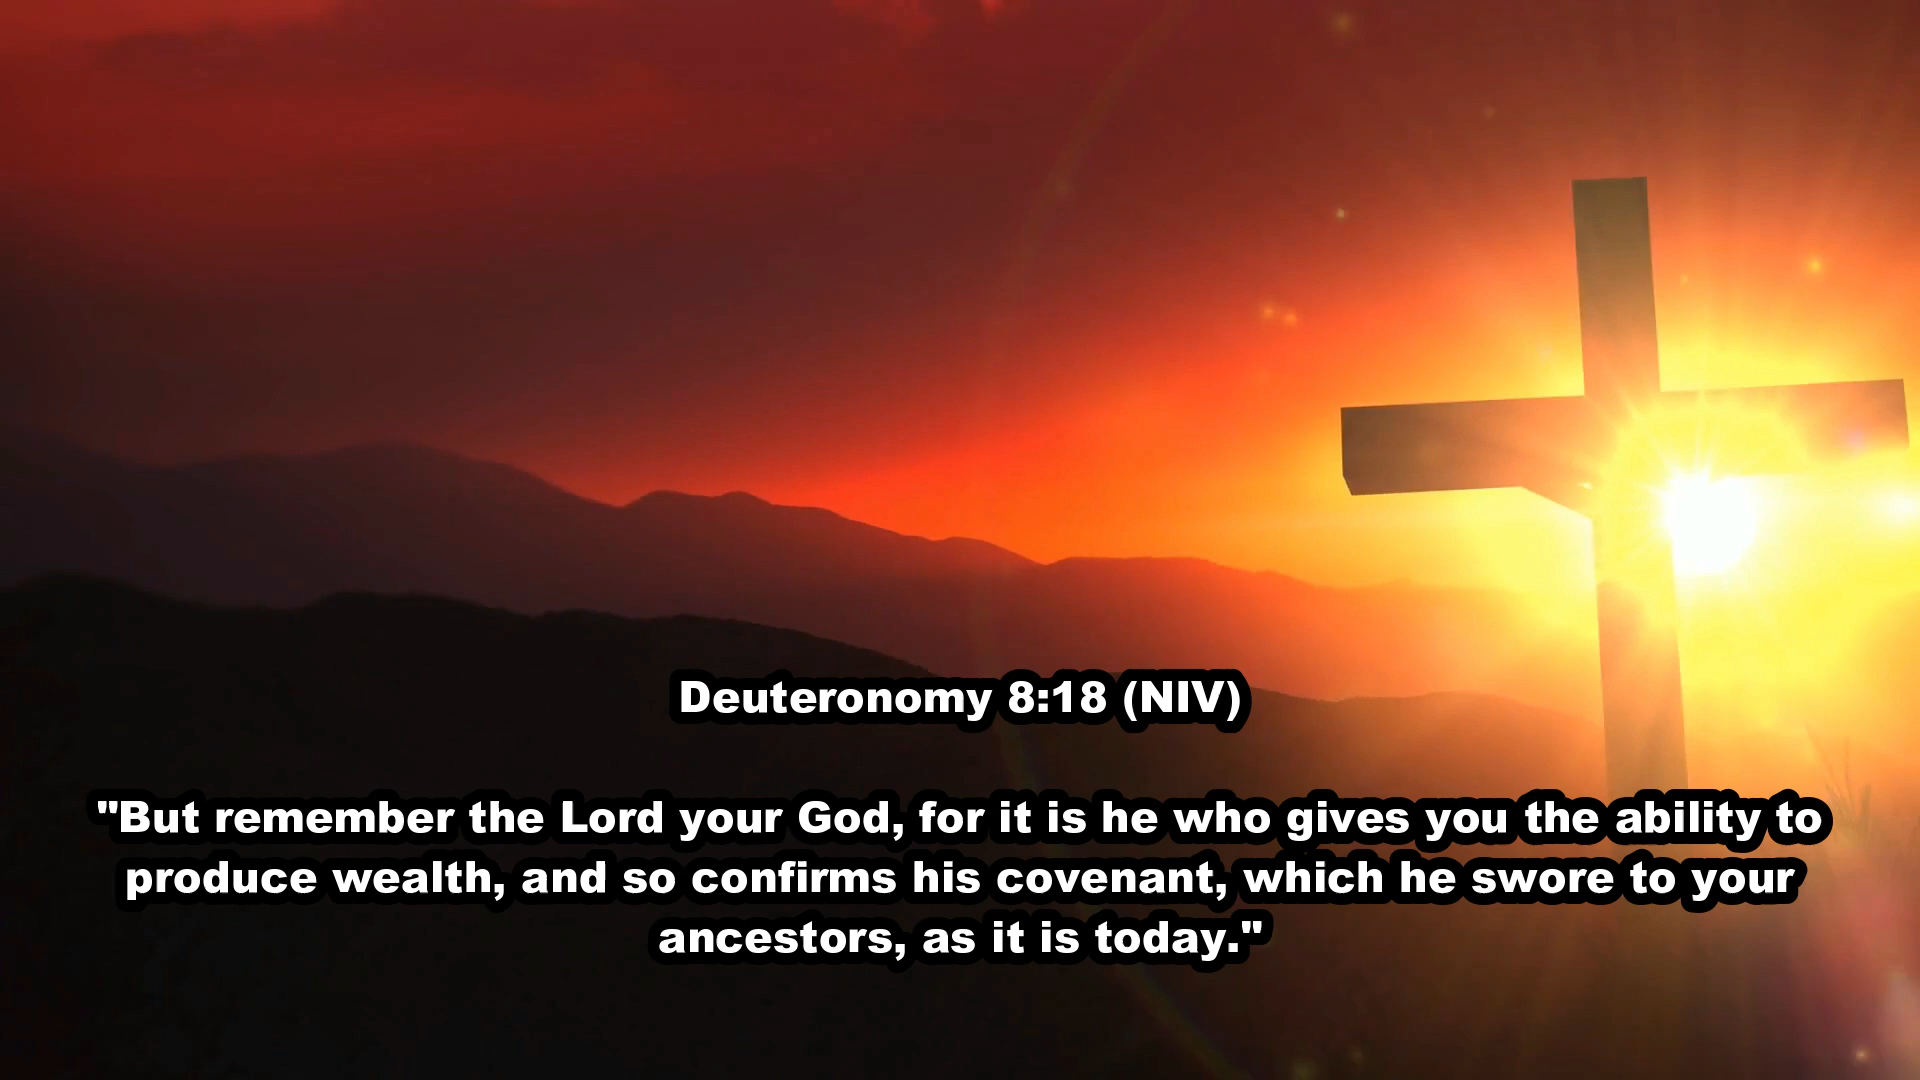 Deuteronomy 8:18 (NIV)
"But remember the Lord your God, for it is he who gives you the ability to
produce wealth, and so confirms his covenant, which he swore to your
ancestors, as it is today."